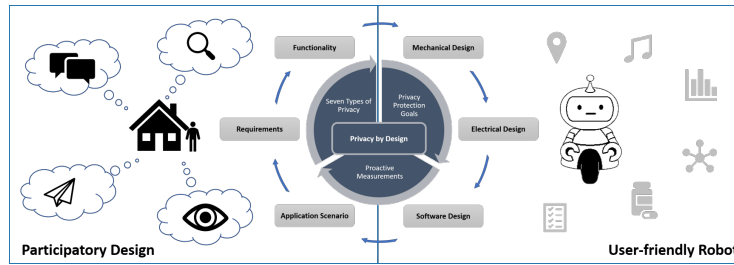 Functionality
Mechanical Design
Seven Types of
Privacy
Privacy
Protection
Goals
Requirements
Privacy by Design
Electrical Design
Proactive
Measurements
Application Scenario
Software Design
Participatory Design
User-friendly Robot